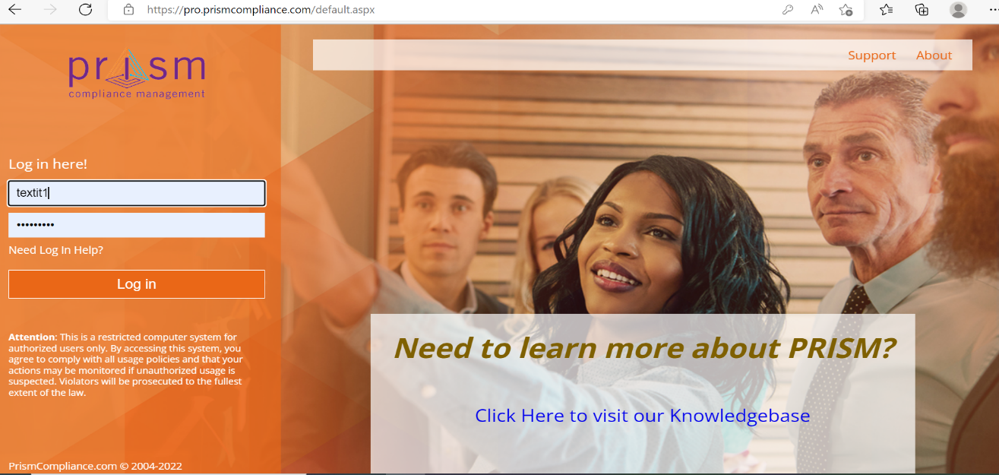 https://pro.prismcompliance.com/default.aspx
prism
compliance management
Support About
Log in here!
textit1
•••••••••
Need Log In Help?
Log in
Attention: This is a restricted computer system for
authorized users only. By accessing this system, you
agree to comply with all usage policies and that your
actions may be monitored if unauthorized usage is
suspected. Violators will be prosecuted to the fullest
extent of the law.
PrismCompliance.com © 2004-2022
Need to learn more about PRISM?
Click Here to visit our Knowledgebase